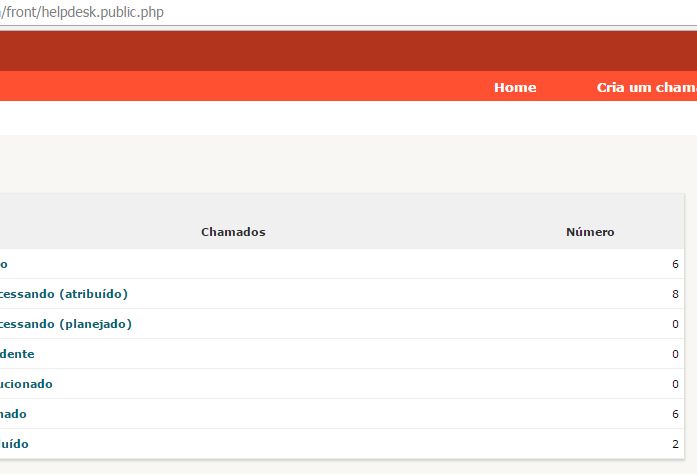 /front/helpdesk.public.php
Home Cria um cham
Chamados Número
o 6
cessando (atribuído) 8
cessando (planejado) 0
dente 0
ucionado 0
nado 6
uído 2